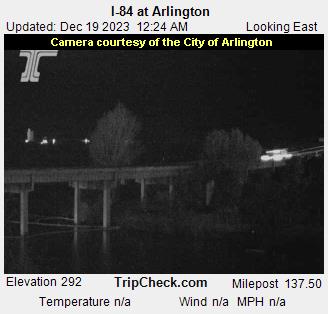 I-84 at Arlington
Updated: Dec 19 2023 12:24 AM Looking East
Camera courtesy of the City of Arlington
Elevation 292 TripCheck.com Milepost 137.50
Temperature n/a Wind n/a MPH n/a